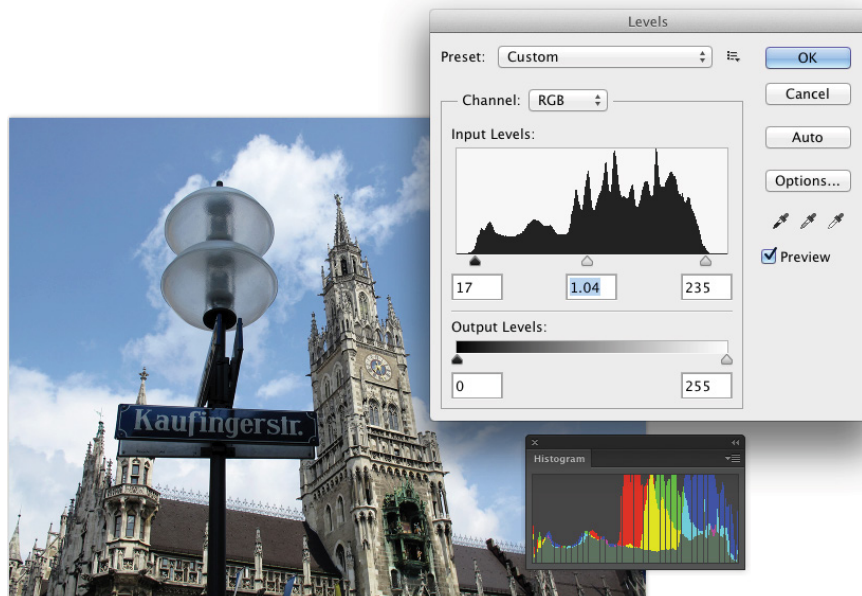 Levels
Preset: Custom
OK
Cancel
Auto
Options...
Preview
Channel: RGB
Input Levels:
17 1.04 235
Output Levels:
0 255
Kaufingerstr.
Histogram